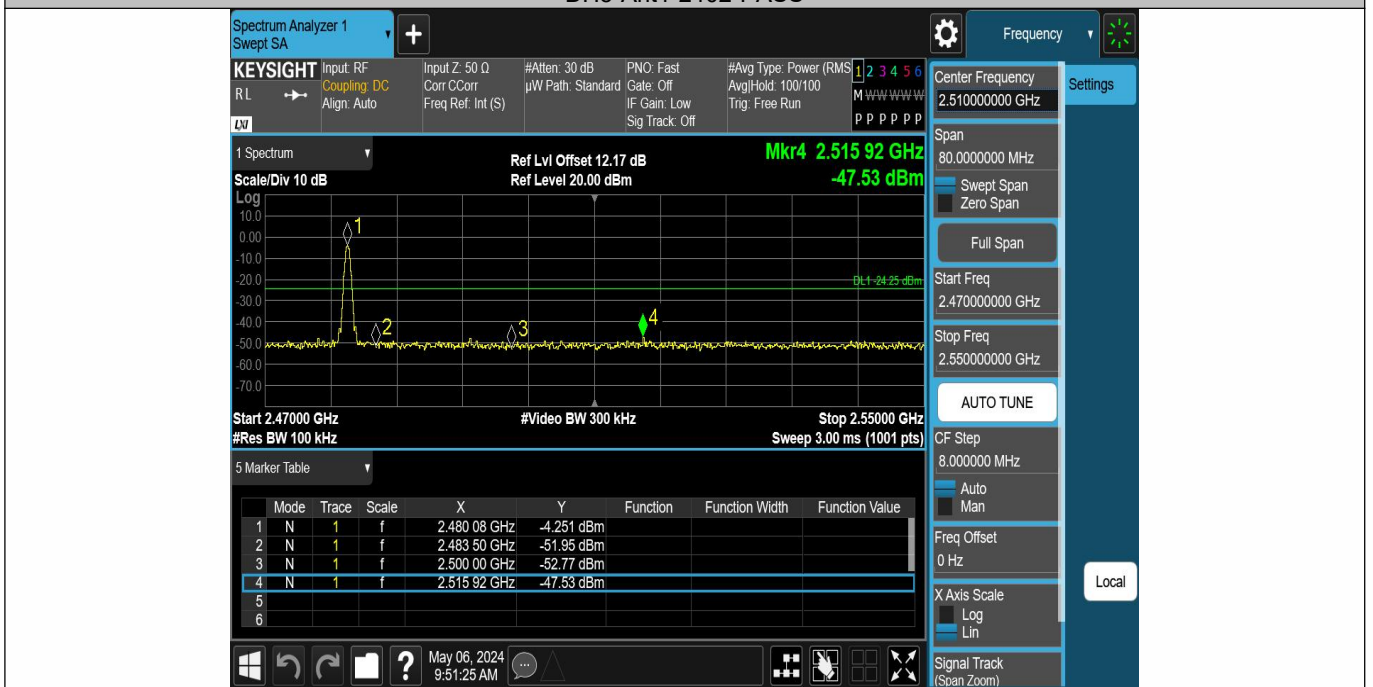 Spectrum Analyzer 1
Swept SA
+
Frequency
KEYSIGHT
RL
LXI
Input: RF
Coupling: DC
Align: Auto
Input Z: 50 Ω
Corr CCorr
Freq Ref: Int (S)
#Atten: 30 dB
µW Path: Standard
PNO: Fast
Gate: Off
IF Gain: Low
Sig Track: Off
#Avg Type: Power (RMS
Avg|Hold: 100/100
Trig: Free Run
1 2 3 4 5 6
M W W W W W
P P P P P P
1 Spectrum
Scale/Div 10 dB
Log
Ref Lvl Offset 12.17 dB
Ref Level 20.00 dBm
Mkr4 2.515 92 GHz
-47.53 dBm
10.0
0.00
-10.0
-20.0
-30.0
-40.0
-50.0
-60.0
-70.0
1
2
3
4
DL1 -24.25 dBm
Start 2.47000 GHz
#Video BW 300 kHz
Stop 2.55000 GHz
#Res BW 100 kHz
Sweep 3.00 ms (1001 pts)
5 Marker Table
Mode Trace Scale X Y Function Function Width Function Value
1 N 1 f 2.480 08 GHz -4.251 dBm
2 N 1 f 2.483 50 GHz -51.95 dBm
3 N 1 f 2.500 00 GHz -52.77 dBm
4 N 1 f 2.515 92 GHz -47.53 dBm
5
6
?
May 06, 2024
9:51:25 AM
Center Frequency
2.510000000 GHz
Settings
Span
80.0000000 MHz
Swept Span
Zero Span
Full Span
Start Freq
2.470000000 GHz
Stop Freq
2.550000000 GHz
AUTO TUNE
CF Step
8.000000 MHz
Auto
Man
Freq Offset
0 Hz
Local
X Axis Scale
Log
Lin
Signal Track
(Span Zoom)